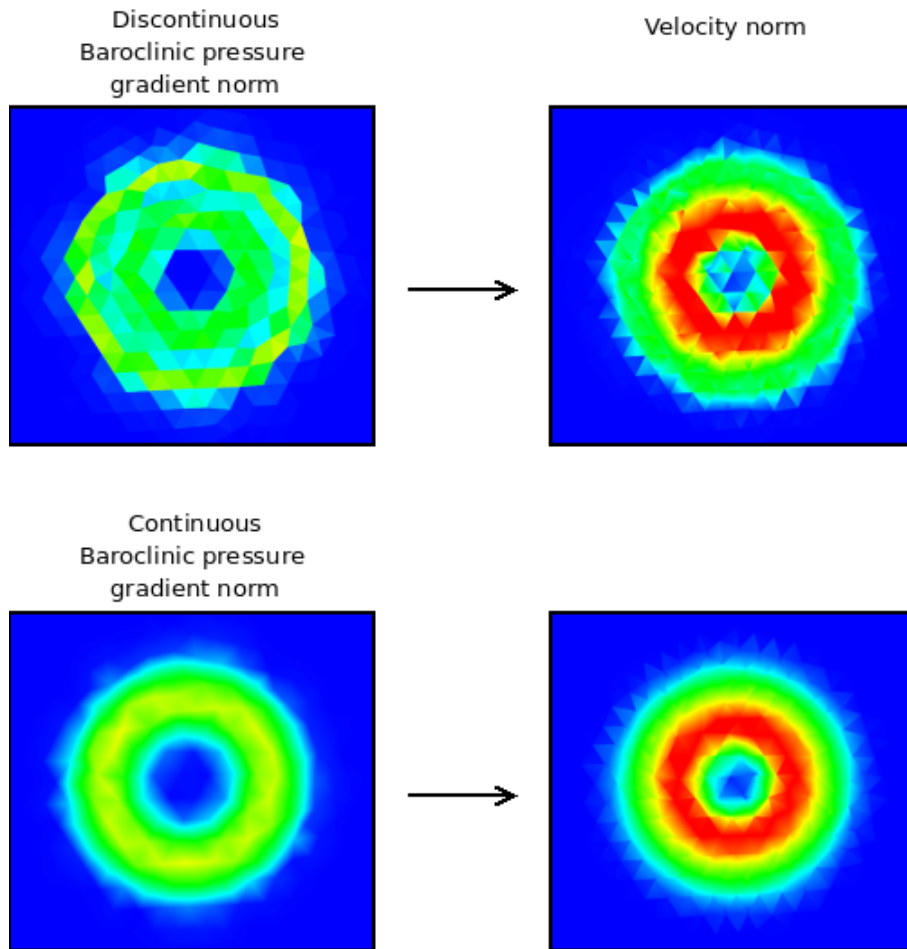 Discontinuous
Baroclinic pressure
gradient norm
Velocity norm
Continuous
Baroclinic pressure
gradient norm